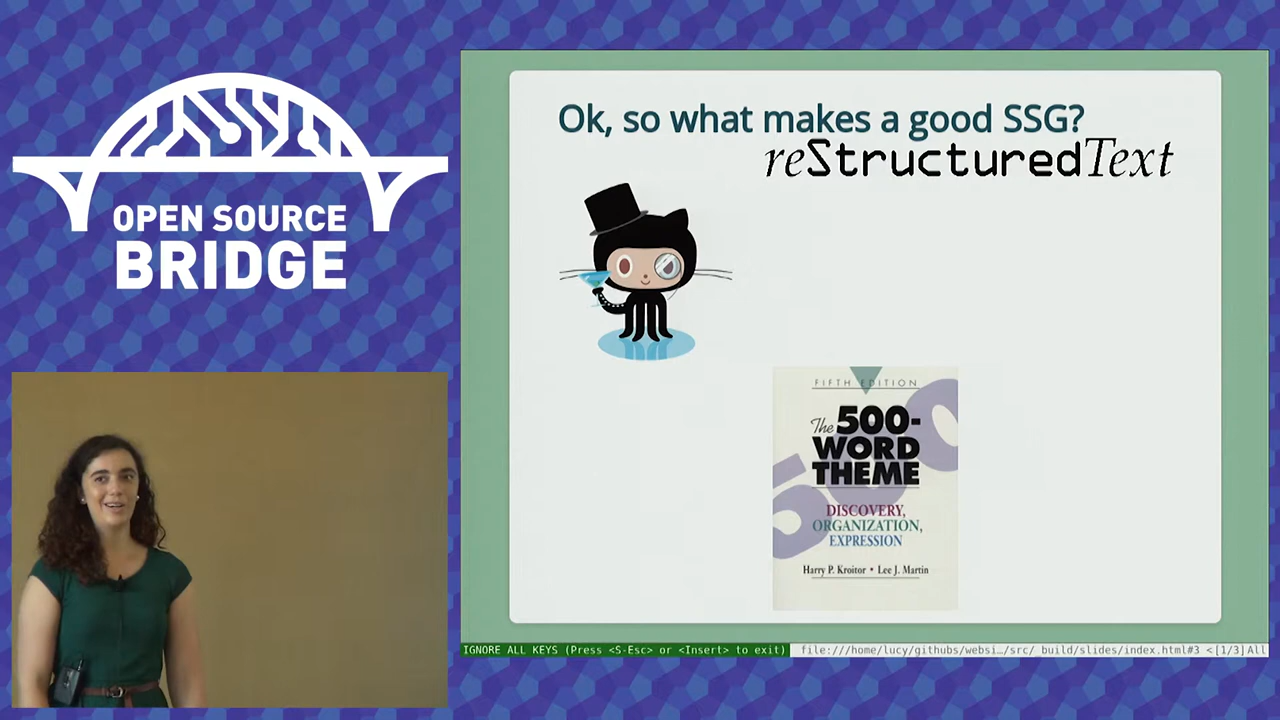 OPEN SOURCE
BRIDGE
Ok, so what makes a good SSG?
reStructuredText
FIFTH EDITION
The 500-
WORD
THEME
DISCOVERY,
ORGANIZATION,
EXPRESSION
Harry P. Kroitor • Lee J. Martin
IGNORE ALL KEYS (Press <S-Esc> or <Insert> to exit) file:///home/lucy/githubs/websi…/src/_build/slides/index.html#3 <[1/3]All